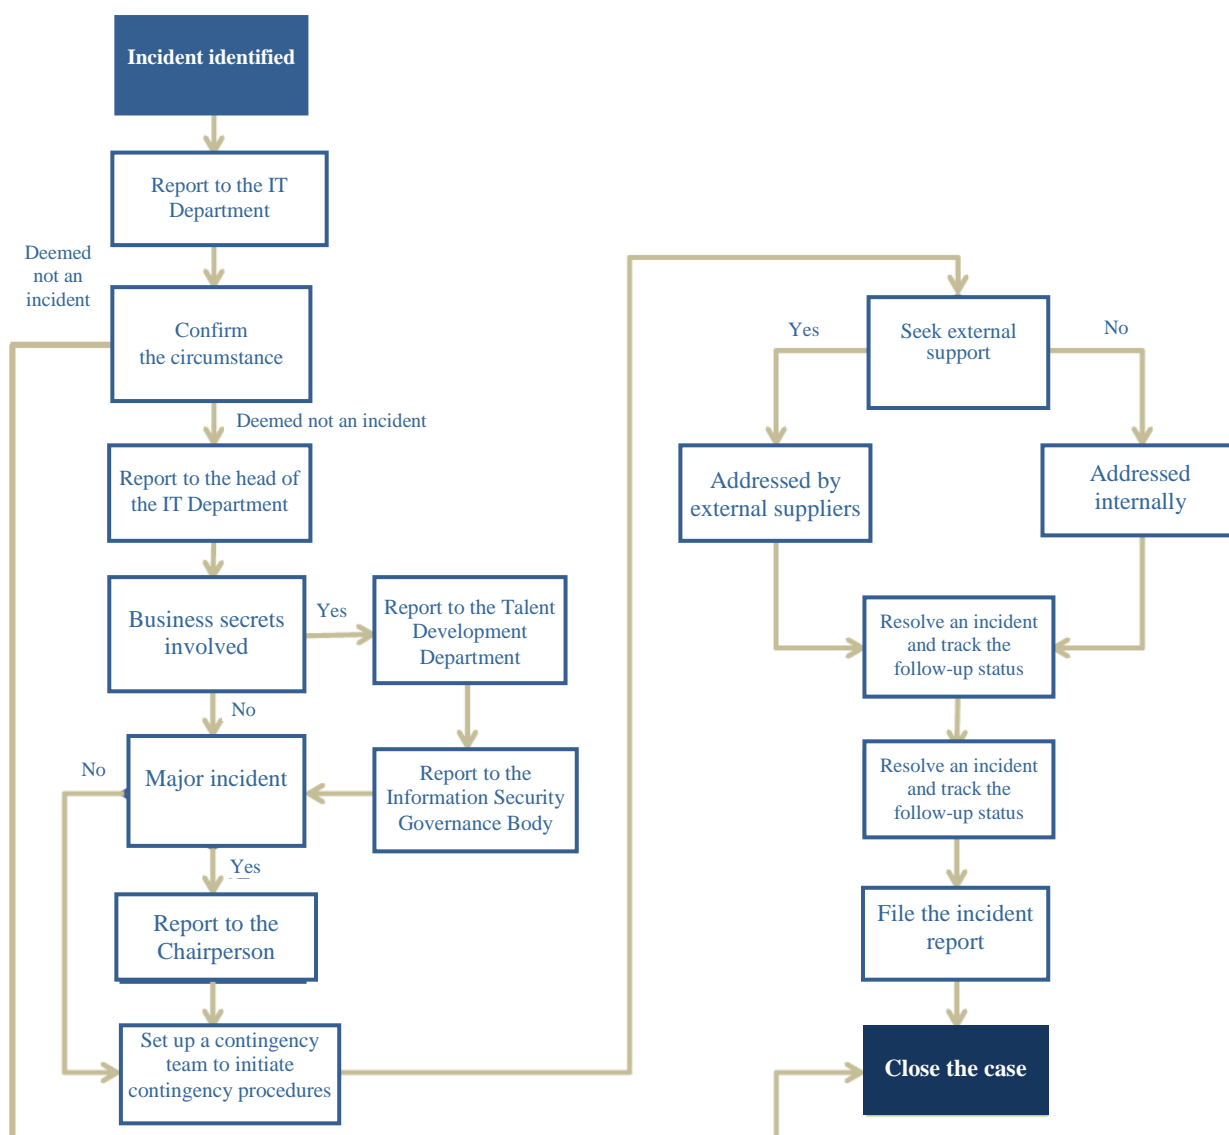 Incident identified
Report to the IT
Department
Deemed
not an
incident
Confirm
the circumstance
Deemed not an incident
Report to the head of
the IT Department
Business secrets
involved
Yes
Report to the Talent
Development
Department
No
No
Major incident
Report to the
Information Security
Governance Body
Yes
Report to the
Chairperson
Set up a contingency
team to initiate
contingency procedures
Seek external
support
Yes
No
Addressed by
external suppliers
Addressed
internally
Resolve an incident
and track the
follow-up status
Resolve an incident
and track the
follow-up status
File the incident
report
Close the case